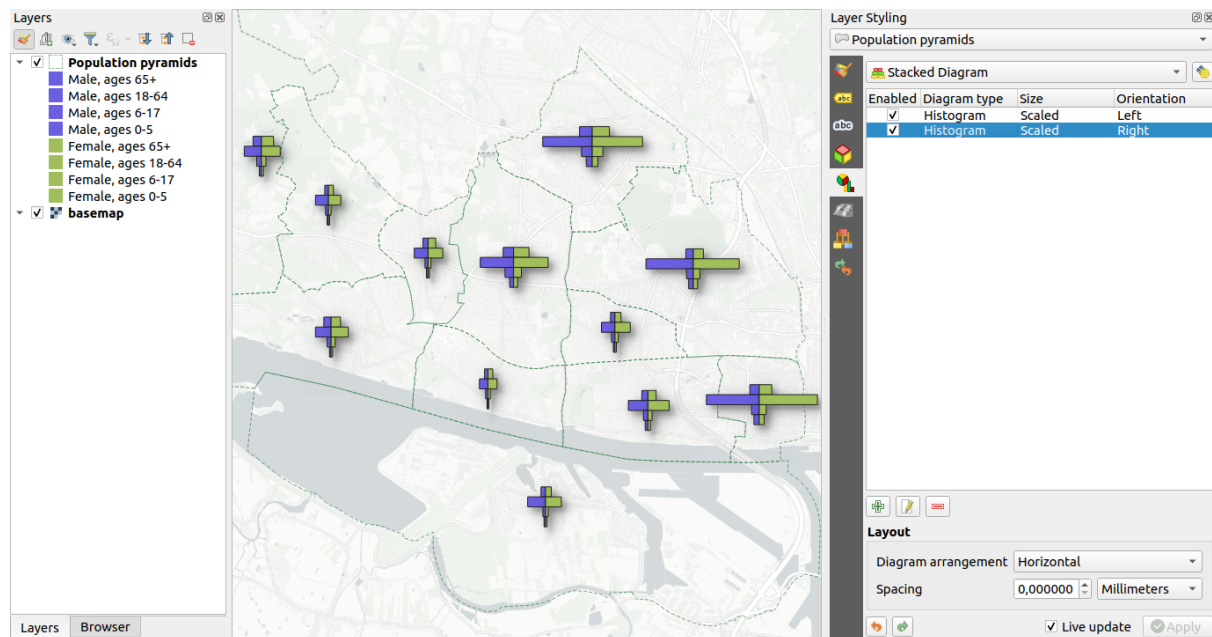 Layers
Population pyramids
Male, ages 65+
Male, ages 18-64
Male, ages 6-17
Male, ages 0-5
Female, ages 65+
Female, ages 18-64
Female, ages 6-17
Female, ages 0-5
basemap
Layers Browser
Layer Styling
Population pyramids
abc
abc
Stacked Diagram
Enabled Diagram type Size Orientation
Histogram Scaled Left
Histogram Scaled Right
Layout
Diagram arrangement Horizontal
Spacing 0,000000 Millimeters
Live update Apply